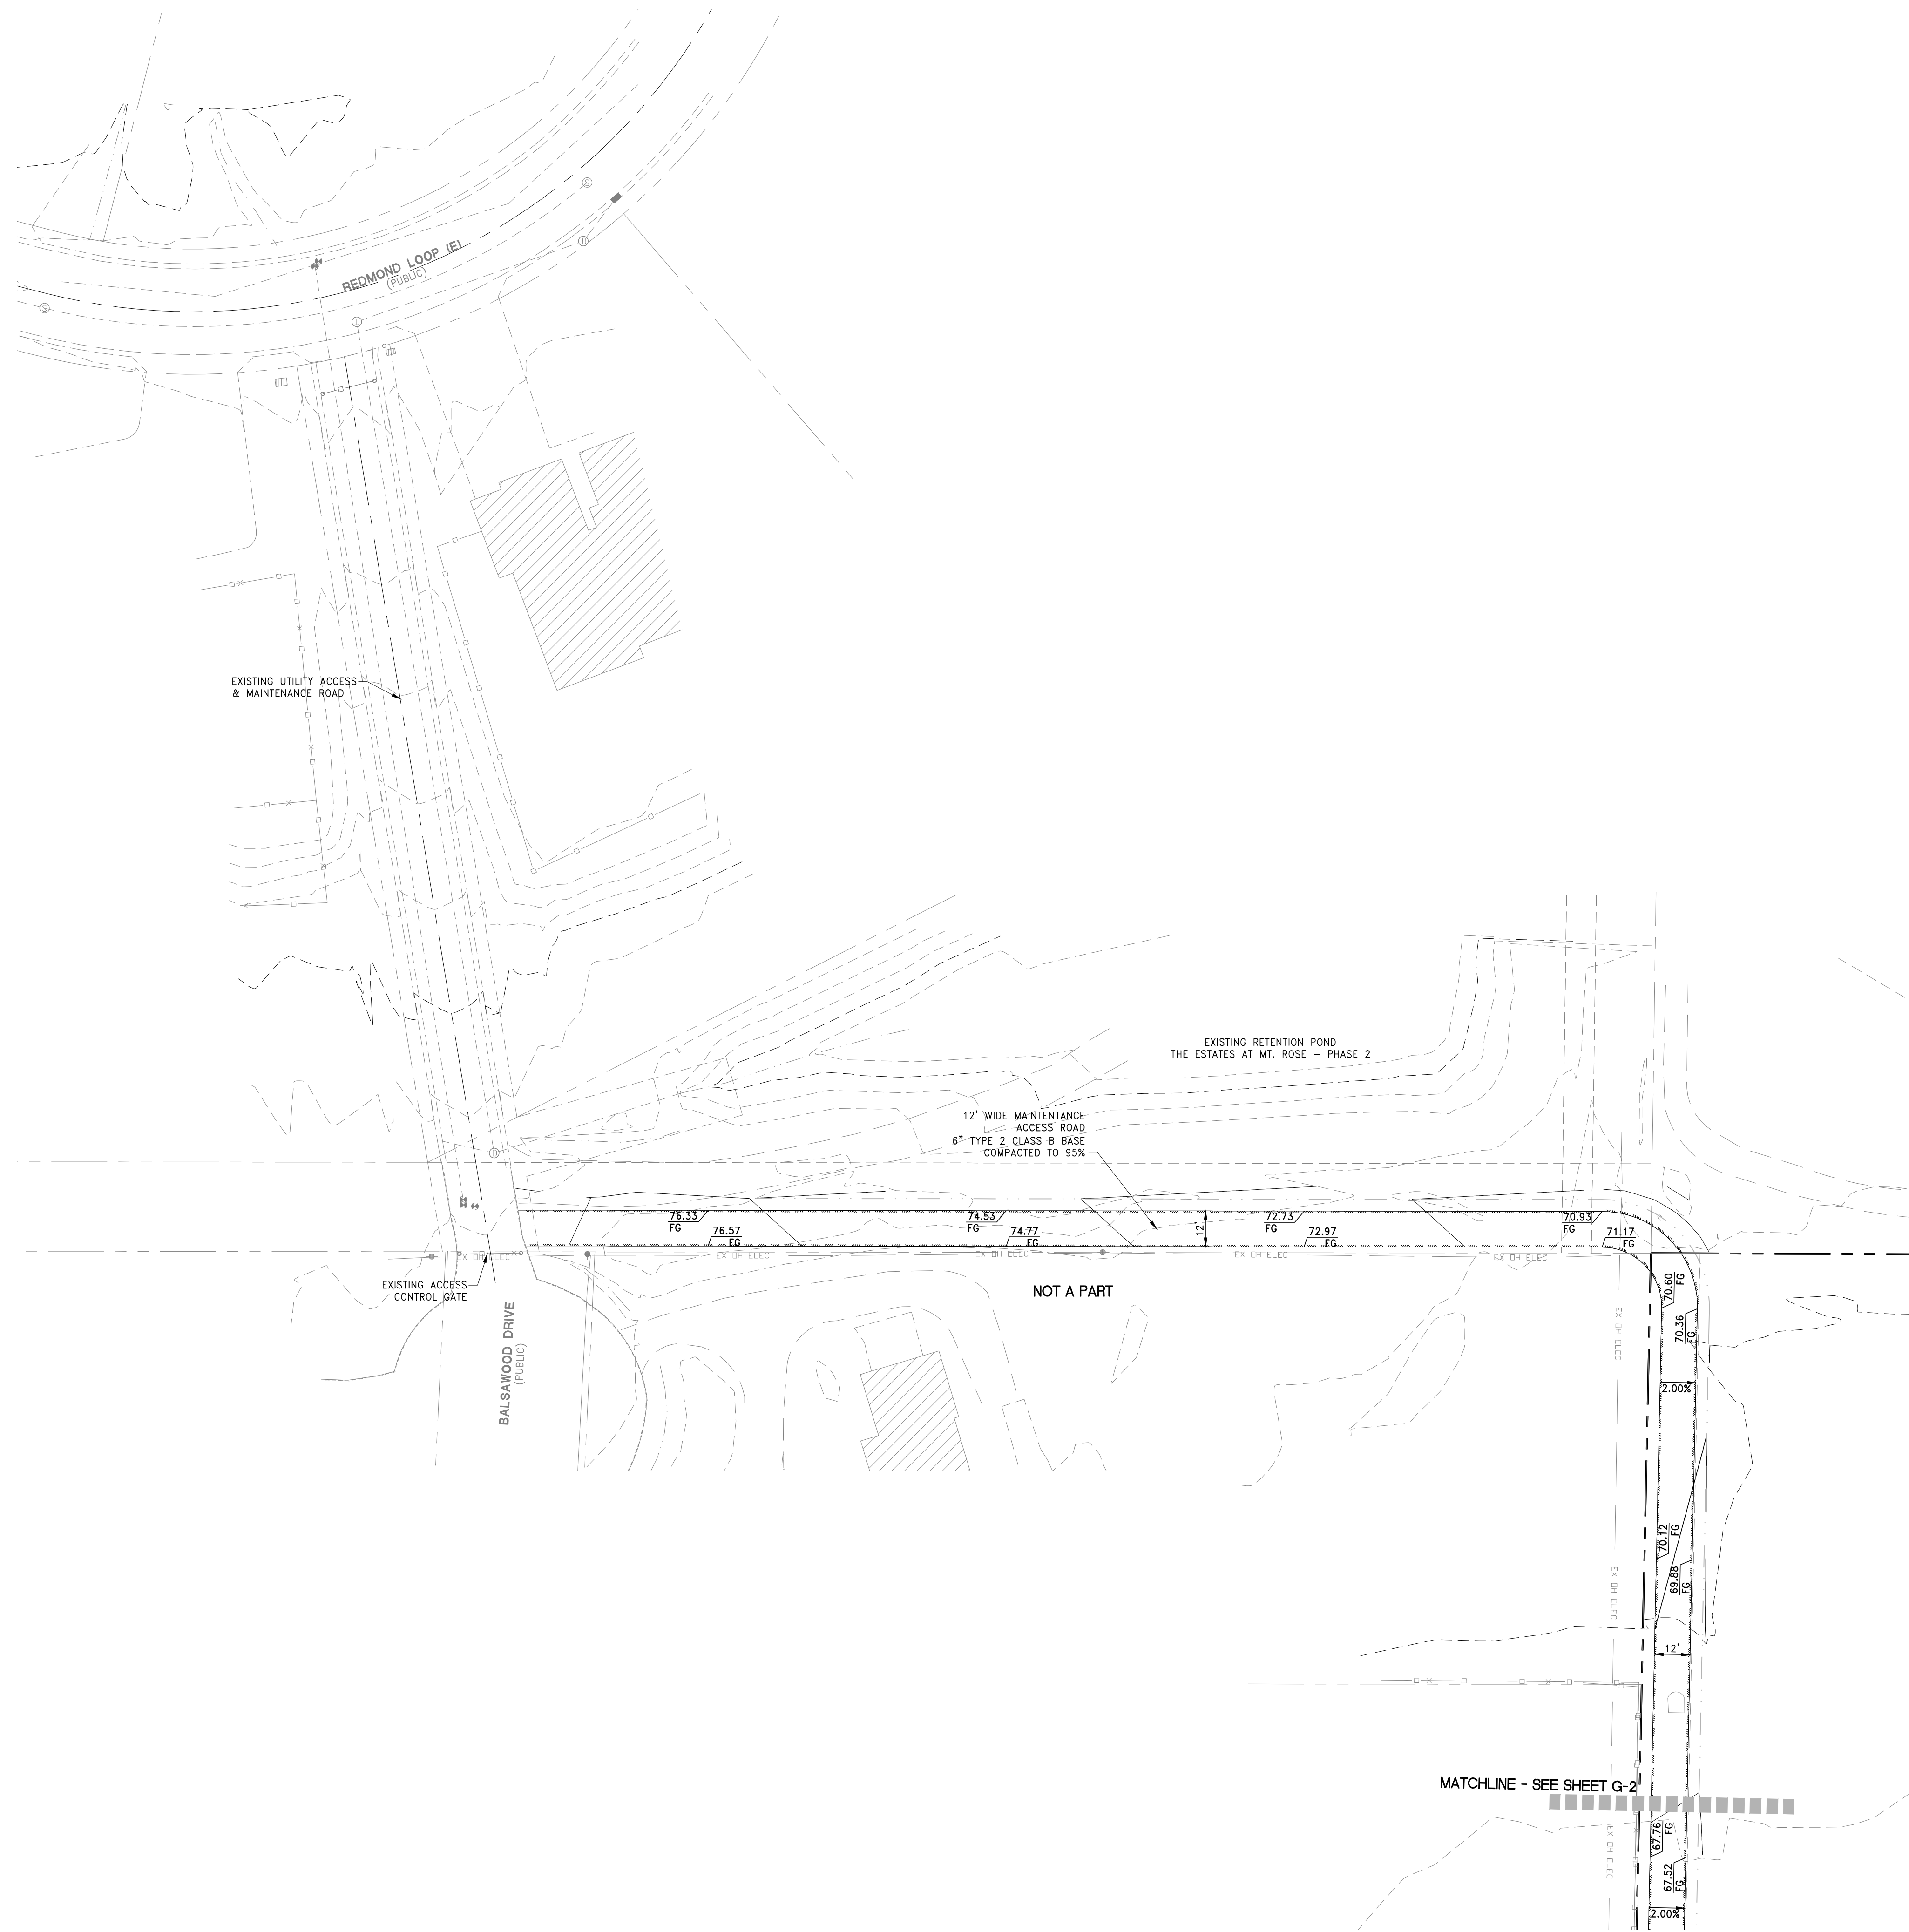 REDMOND LOOP (E)
(PUBLIC)
EXISTING UTILITY ACCESS
& MAINTENANCE ROAD
EXISTING RETENTION POND
THE ESTATES AT MT. ROSE - PHASE 2
12' WIDE MAINTENTANCE
ACCESS ROAD
6" TYPE 2 CLASS B BASE
COMPACTED TO 95%
76.33
FG
76.57
FG
74.53
FG
74.77
FG
12'
72.73
FG
72.97
FG
70.93
FG
71.17
FG
EX OH ELEC
EX OH ELEC
EX OH ELEC
EX OH ELEC
EX OH ELEC
EXISTING ACCESS
CONTROL GATE
NOT A PART
BALSAWOOD DRIVE
(PUBLIC)
70.60
FG
70.36
FG
EX OH ELEC
2.00%
70.12
FG
69.88
FG
EX OH ELEC
12'
MATCHLINE - SEE SHEET G-2
67.76
FG
EX OH ELEC
67.52
FG
2.00%